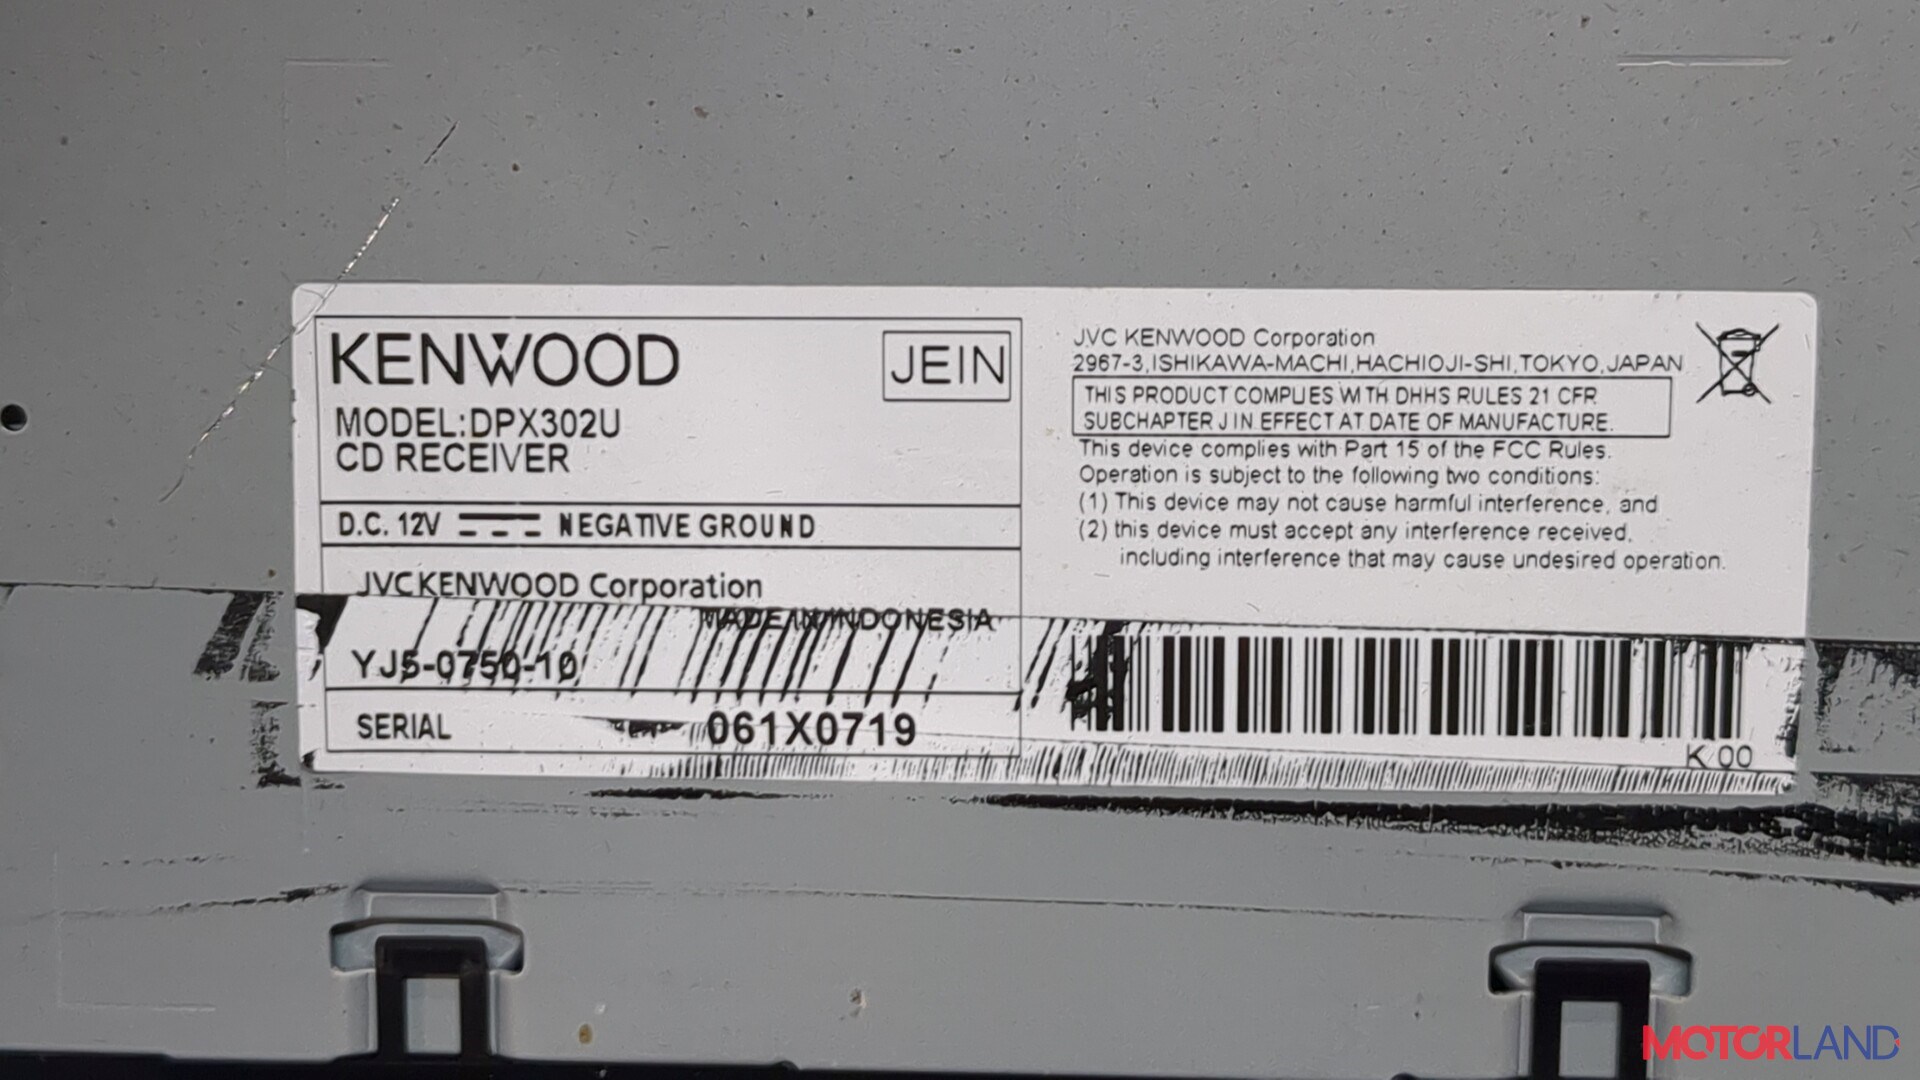 KENWOOD
JEIN
MODEL:DPX302U
CD RECEIVER
D.C. 12V NEGATIVE GROUND
JVCKENWOOD Corporation
MADE IN INDONESIA
YJ5-0750-10
SERIAL 061X0719
JVC KENWOOD Corporation
2967-3,ISHIKAWA-MACHI,HACHIOJI-SHI,TOKYO,JAPAN
THIS PRODUCT COMPLIES WITH DHHS RULES 21 CFR
SUBCHAPTER J IN EFFECT AT DATE OF MANUFACTURE.
This device complies with Part 15 of the FCC Rules.
Operation is subject to the following two conditions:
(1) This device may not cause harmful interference, and
(2) this device must accept any interference received,
including interference that may cause undesired operation.
K 00
MOTORLAND